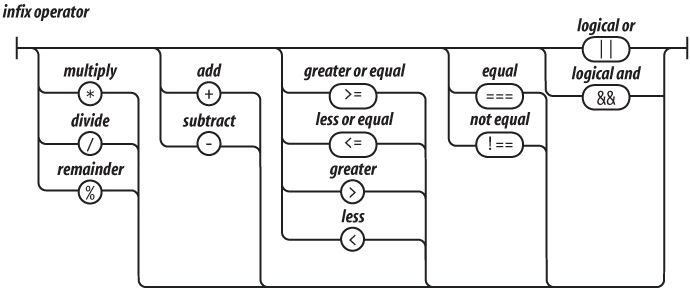 infix operator
logical or
||
multiply
add
greater or equal
equal
logical and
*
+
>=
===
&&
divide
subtract
less or equal
not equal
/
-
<=
!==
remainder
greater
%
>
less
<